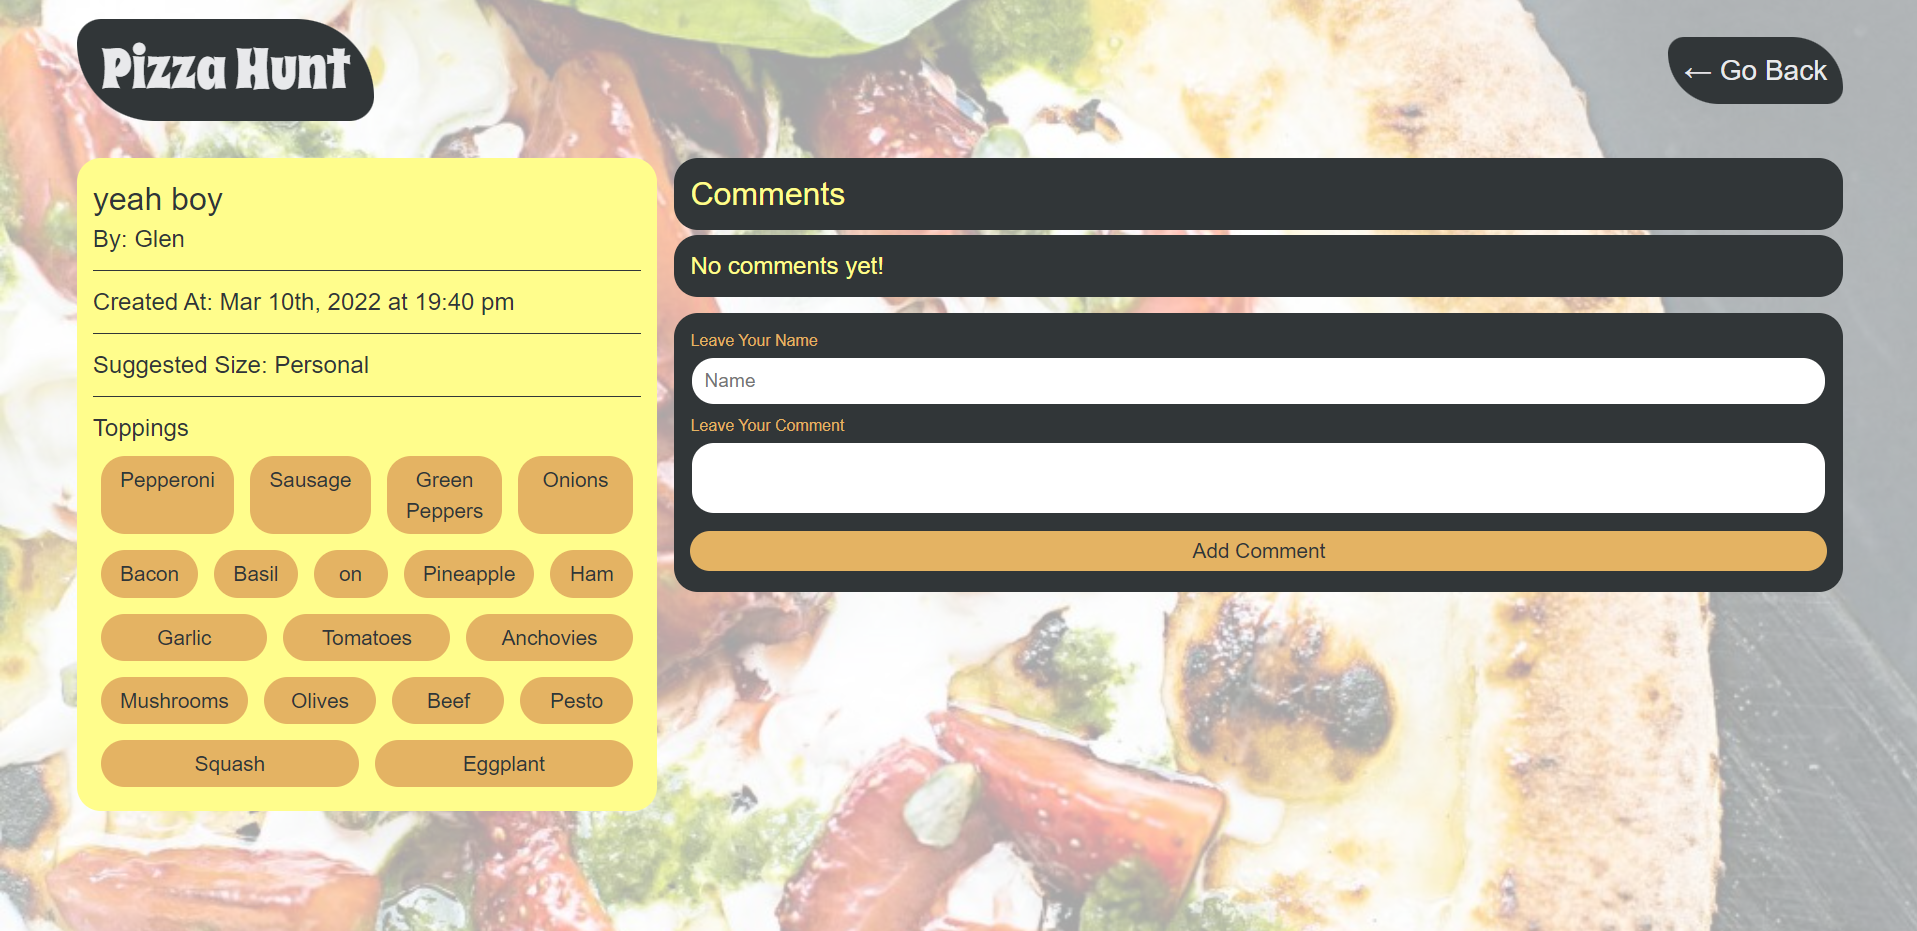 Pizza Hunt
← Go Back
yeah boy
By: Glen
Created At: Mar 10th, 2022 at 19:40 pm
Suggested Size: Personal
Toppings
Pepperoni
Sausage
Green
Peppers
Onions
Bacon
Basil
on
Pineapple
Ham
Garlic
Tomatoes
Anchovies
Mushrooms
Olives
Beef
Pesto
Squash
Eggplant
Comments
No comments yet!
Leave Your Name
Name
Leave Your Comment
Add Comment